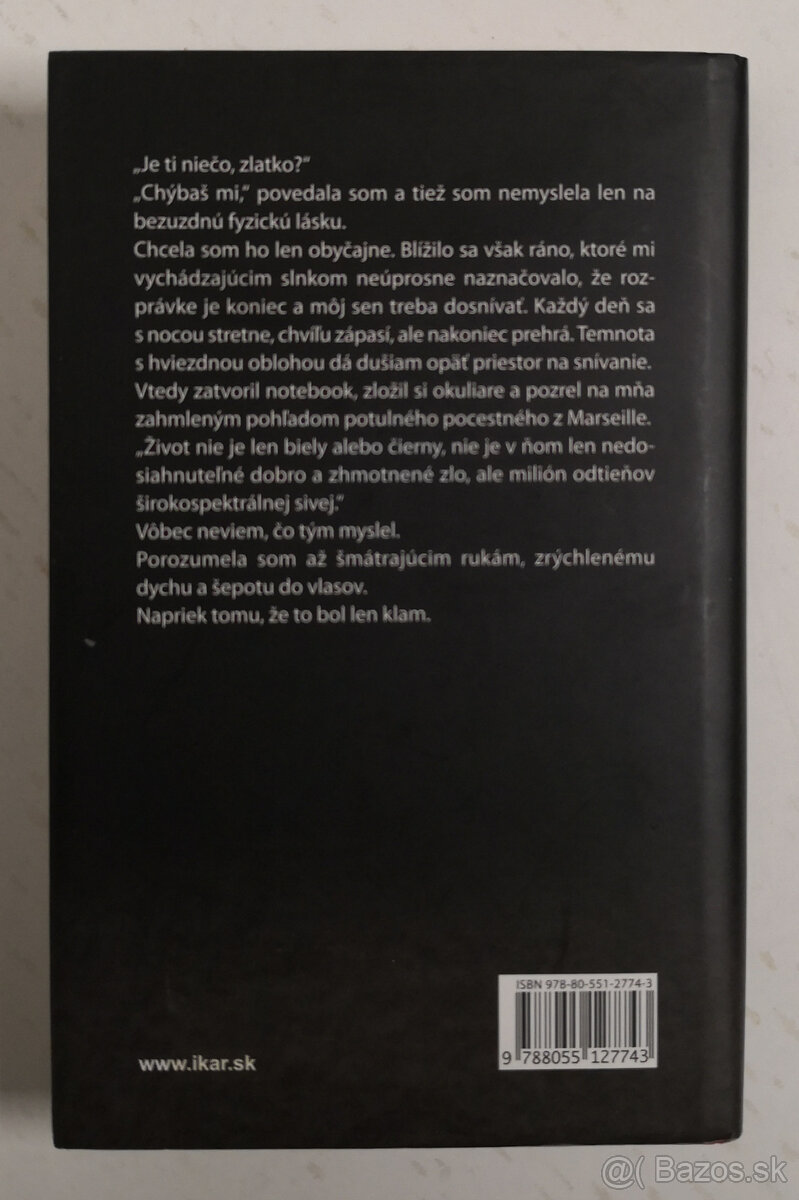 „Je ti niečo, zlatko?“
„Chýbaš mi,“ povedala som a tiež som nemyslela len na
bezuzdnú fyzickú lásku.
Chcela som ho len obyčajne. Blížilo sa však ráno, ktoré mi
vychádzajúcim slnkom neúprosne naznačovalo, že roz-
právke je koniec a môj sen treba dosnívať. Každý deň sa
s nocou stretne, chvíľu zápasí, ale nakoniec prehrá. Temnota
s hviezdnou oblohou dá dušiam opäť priestor na snívanie.
Vtedy zatvoril notebook, zložil si okuliare a pozrel na mňa
zahmleným pohľadom potulného pocestného z Marseille.
„Život nie je len biely alebo čierny, nie je v ňom len nedo-
siahnuteľné dobro a zhmotnené zlo, ale milión odtieňov
širokospektrálnej sivej.“
Vôbec neviem, čo tým myslel.
Porozumela som až šmátrajúcim rukám, zrýchlenému
dychu a šepotu do vlasov.
Napriek tomu, že to bol len klam.
ISBN 978-80-551-2774-3
9 788055 127743
www.ikar.sk
@( Bazos.sk